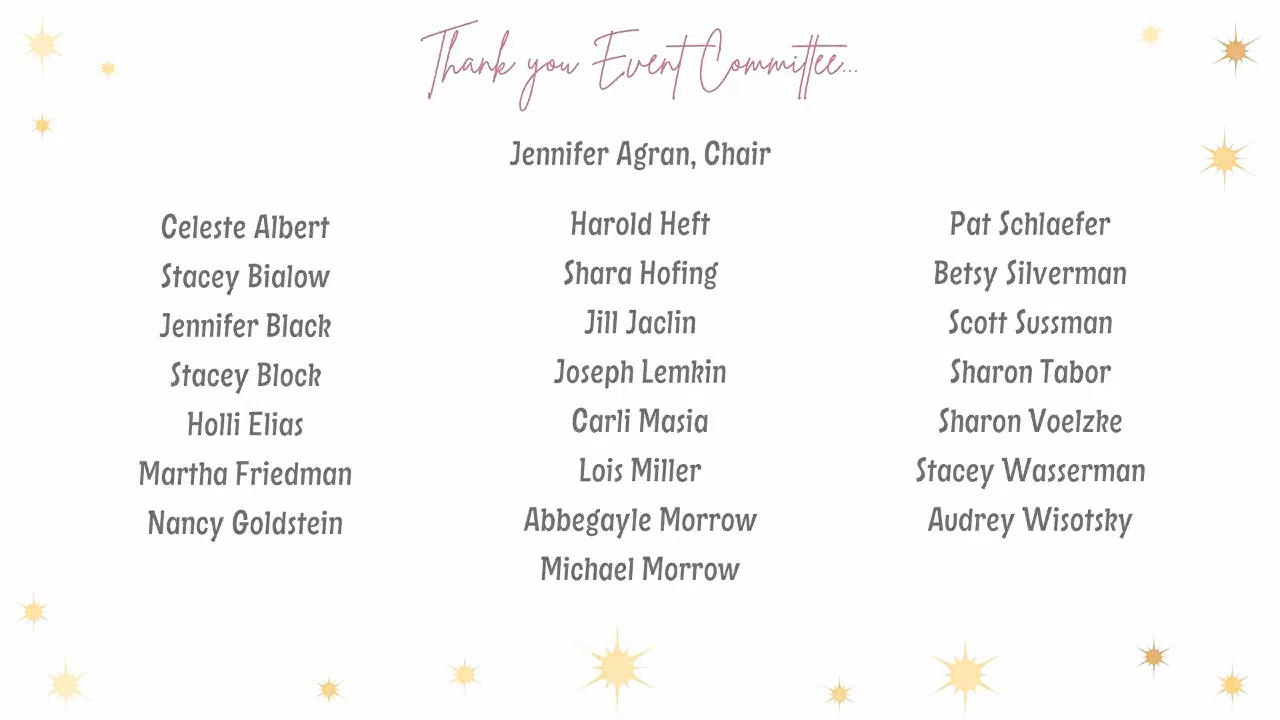 Thank you Event Committee...
Jennifer Agran, Chair
Celeste Albert
Stacey Bialow
Jennifer Black
Stacey Block
Holli Elias
Martha Friedman
Nancy Goldstein
Harold Heft
Shara Hofing
Jill Jaclin
Joseph Lemkin
Carli Masia
Lois Miller
Abbegayle Morrow
Michael Morrow
Pat Schlaefer
Betsy Silverman
Scott Sussman
Sharon Tabor
Sharon Voelzke
Stacey Wasserman
Audrey Wisotsky